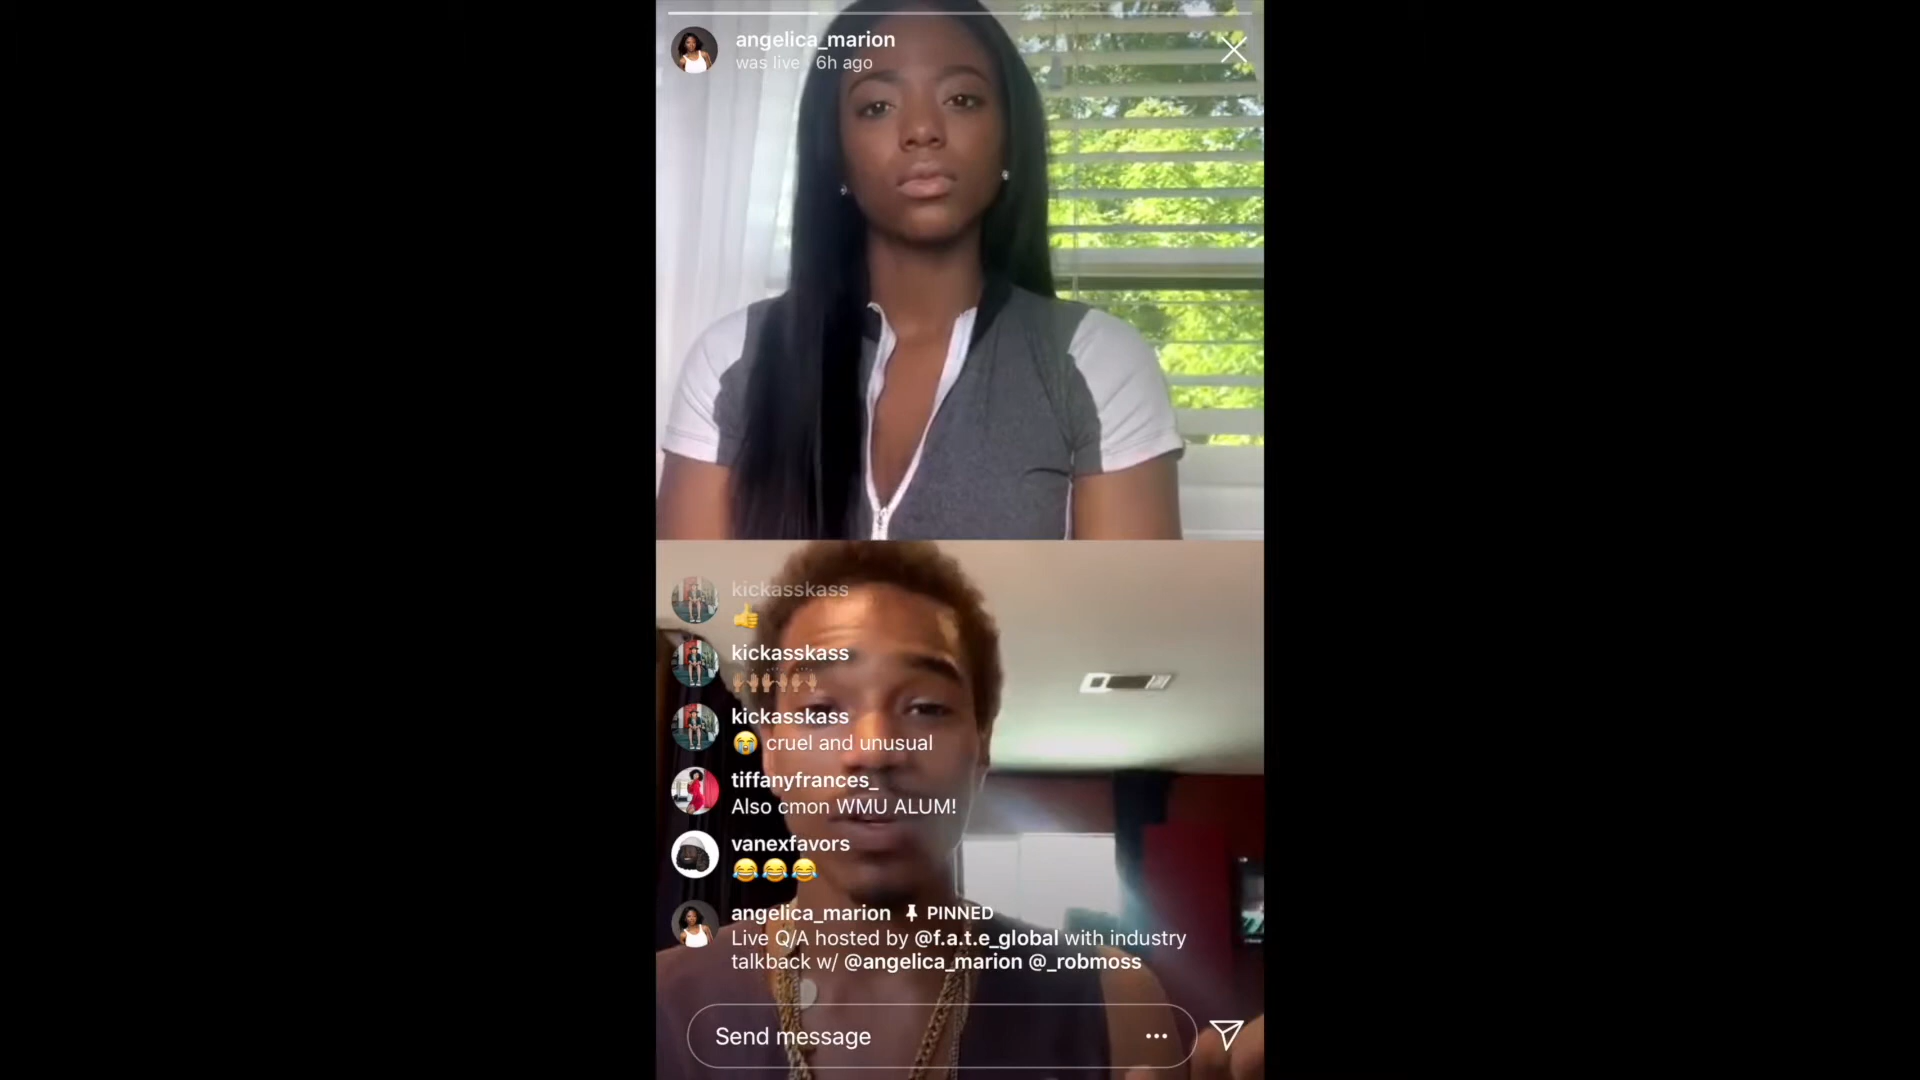 angelica_marion
was live · 6h ago
kickasskass
👍
kickasskass
🙌🏽🙌🏽🙌🏽
kickasskass
😭 cruel and unusual
tiffanyfrances_
Also cmon WMU ALUM!
vanexfavors
😂😂😂
angelica_marion PINNED
Live Q/A hosted by @f.a.t.e_global with industry
talkback w/ @angelica_marion @_robmoss
Send message